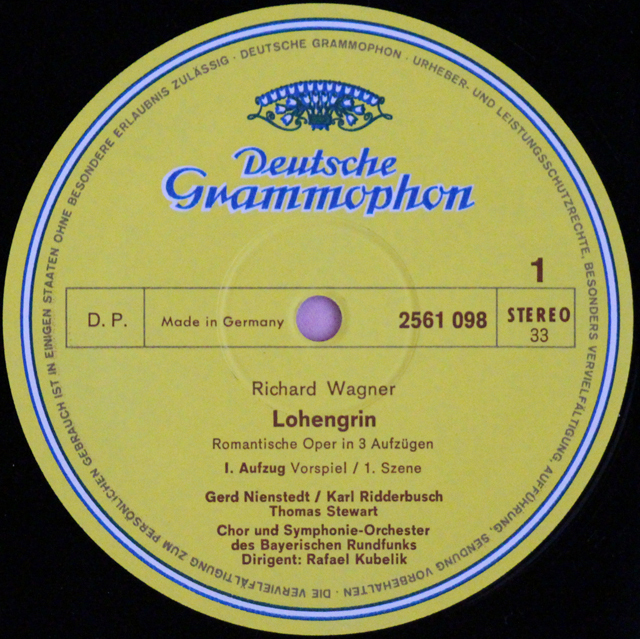 DEUTSCHE GRAMMOPHON · URHEBER- UND LEISTUNGSSCHUTZRECHTE, BESONDERS VERVIELFÄLTIGUNG, AUFFÜHRUNG, SENDUNG VORBEHALTEN · DIE VERVIELFÄLTIGUNG ZUM PERSÖNLICHEN GEBRAUCH IST IN EINIGEN STAATEN OHNE BESONDERE ERLAUBNIS ZULÄSSIG ·
Deutsche
Grammophon
1
D. P.
Made in Germany
2561 098
STEREO
33
Richard Wagner
Lohengrin
Romantische Oper in 3 Aufzügen
I. Aufzug Vorspiel / 1. Szene
Gerd Nienstedt / Karl Ridderbusch
Thomas Stewart
Chor und Symphonie-Orchester
des Bayerischen Rundfunks
Dirigent: Rafael Kubelik